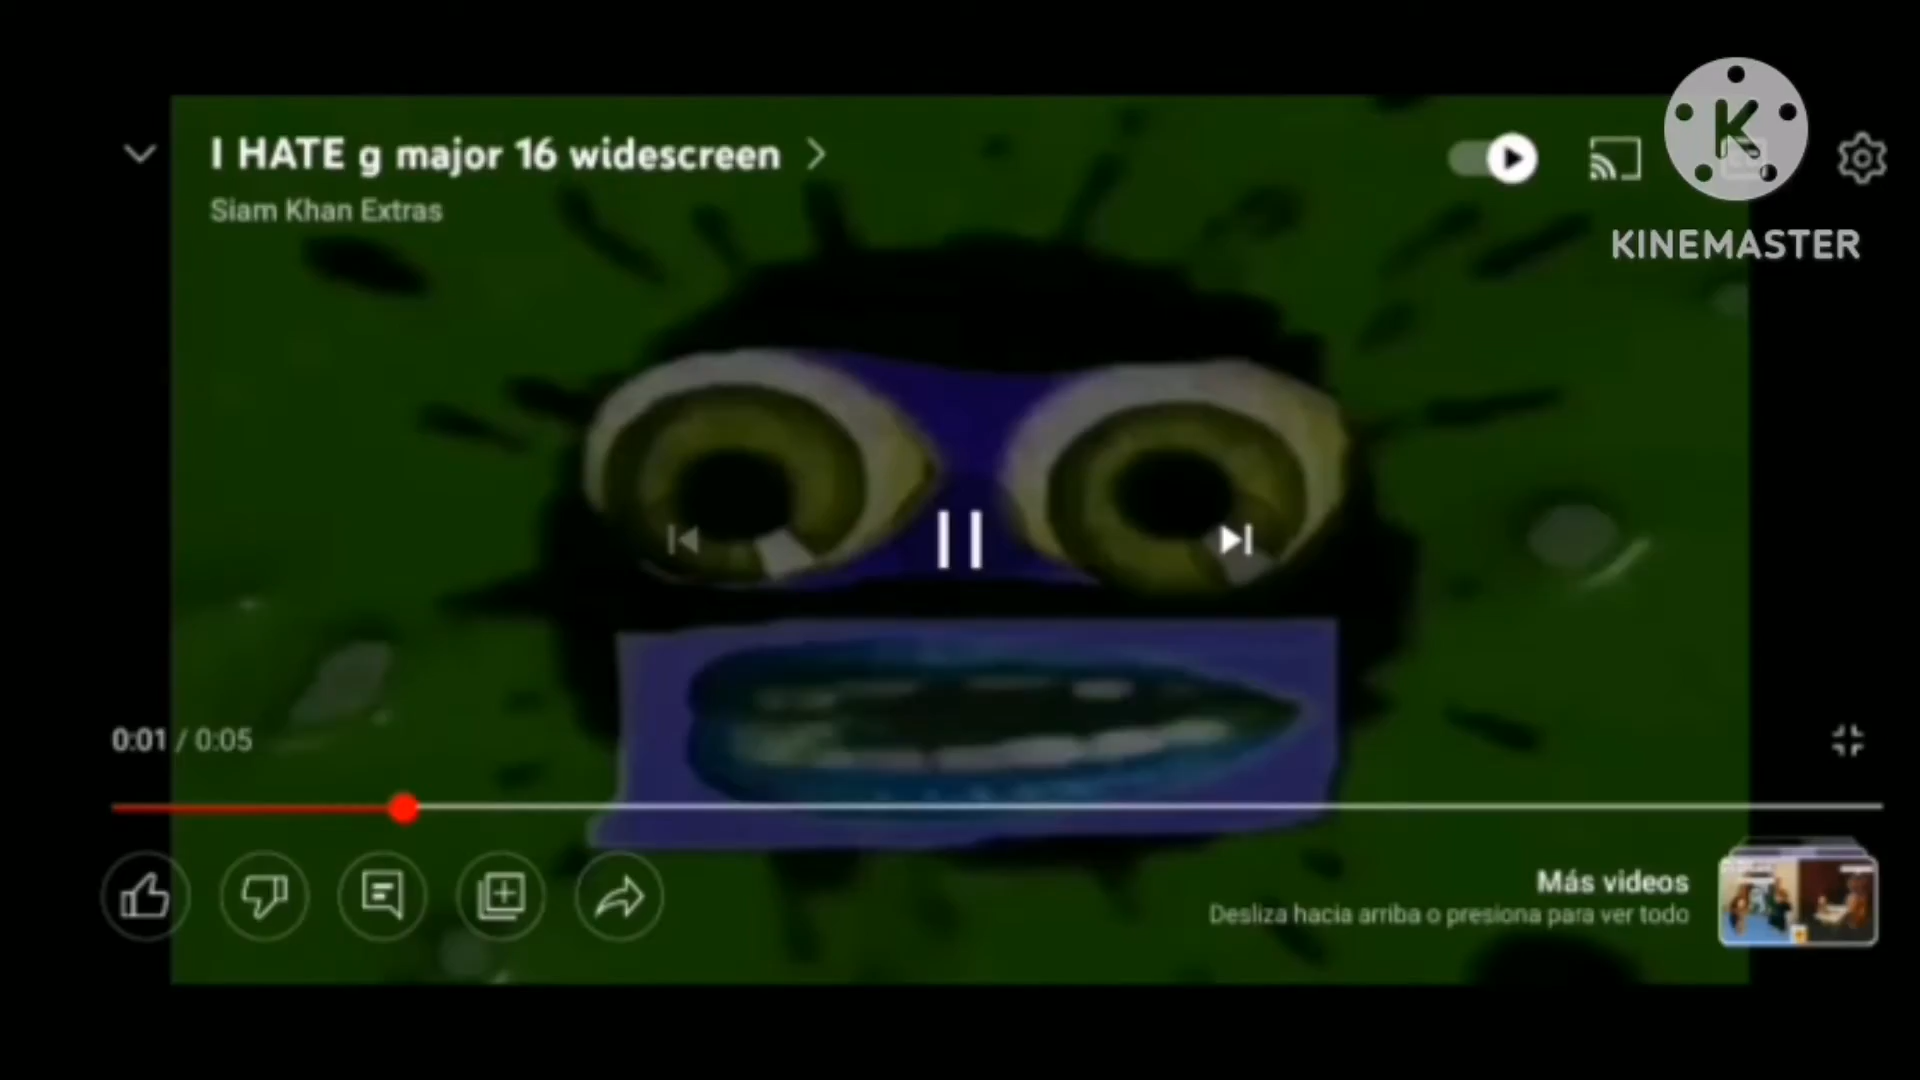 I HATE g major 16 widescreen
Siam Khan Extras
K
KINEMASTER
0:01 / 0:05
Más videos
Desliza hacia arriba o presiona para ver todo